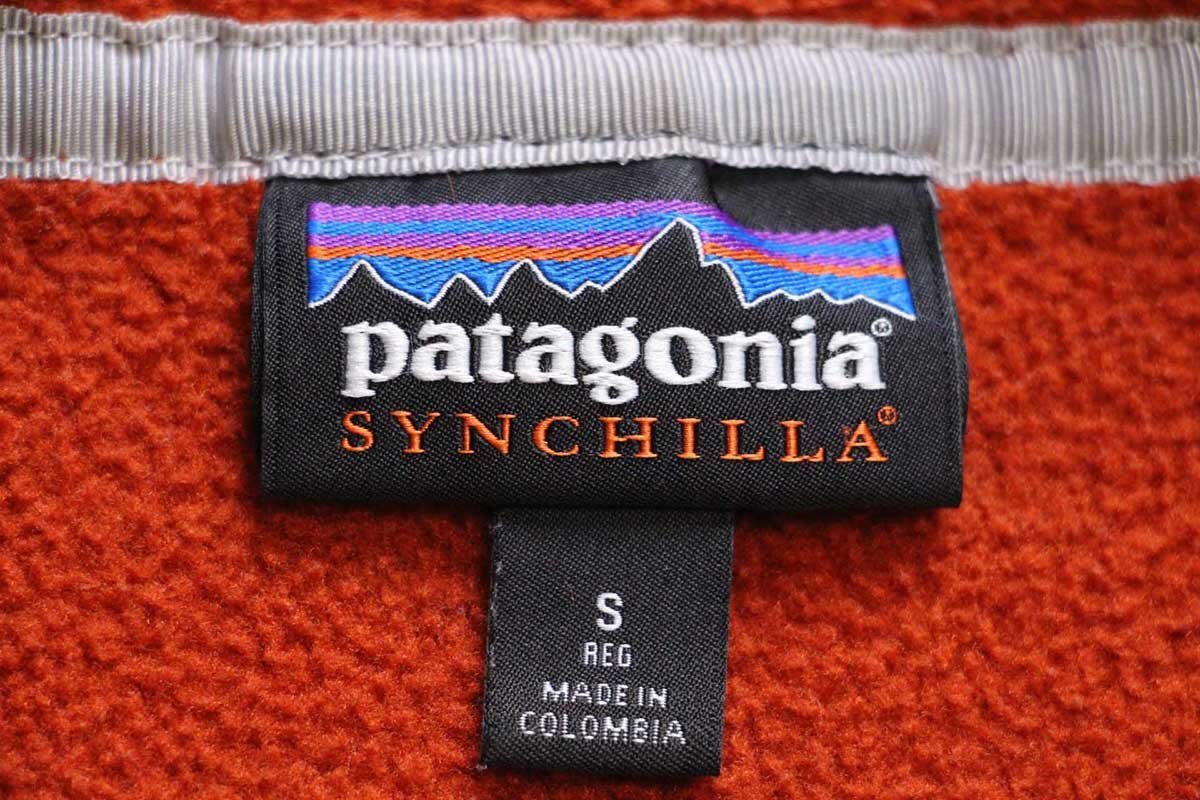 patagonia®
SYNCHILLA®
S
REG
MADE IN
COLOMBIA